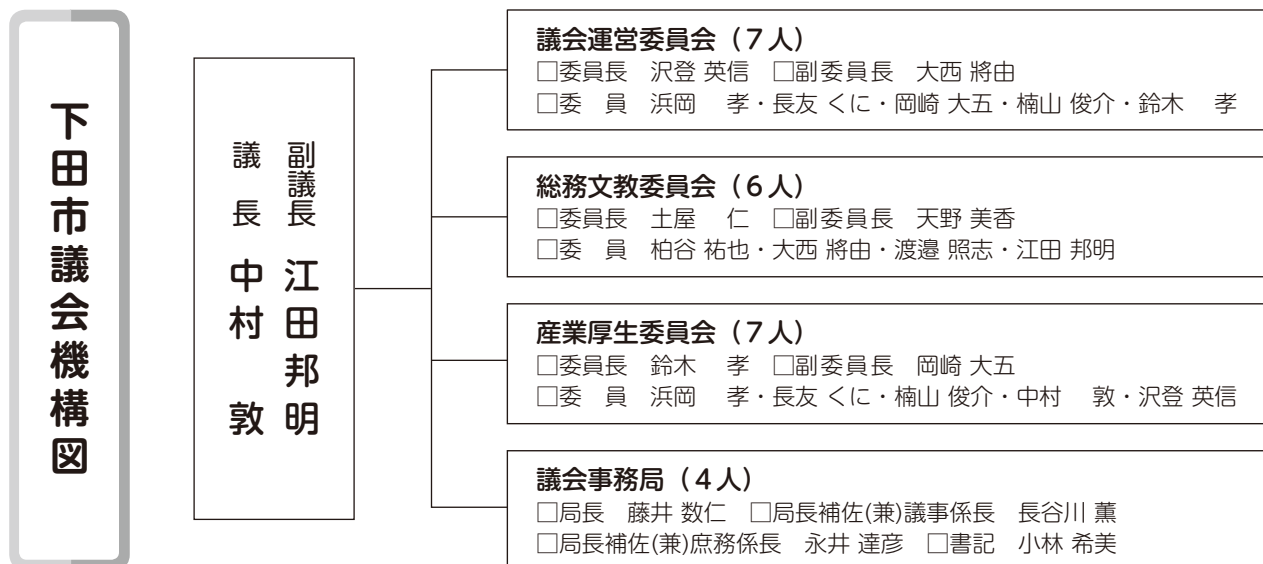 下田市議会機構図
副議長 江田邦明
議長 中村 敦
議会運営委員会（7人）
□委員長　沢登 英信　□副委員長　大西 將由
□委　員　浜岡　孝・長友 くに・岡崎 大五・楠山 俊介・鈴木　孝
総務文教委員会（6人）
□委員長　土屋　仁　□副委員長　天野 美香
□委　員　柏谷 祐也・大西 將由・渡邉 照志・江田 邦明
産業厚生委員会（7人）
□委員長　鈴木　孝　□副委員長　岡崎 大五
□委　員　浜岡　孝・長友 くに・楠山 俊介・中村　敦・沢登 英信
議会事務局（4人）
□局長　藤井 数仁　□局長補佐(兼)議事係長　長谷川 薫
□局長補佐(兼)庶務係長　永井 達彦　□書記　小林 希美